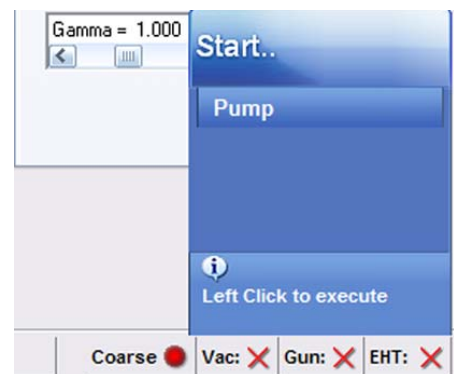 Gamma = 1.000
Start..
Pump
Left Click to execute
Coarse Vac: Gun: EHT: